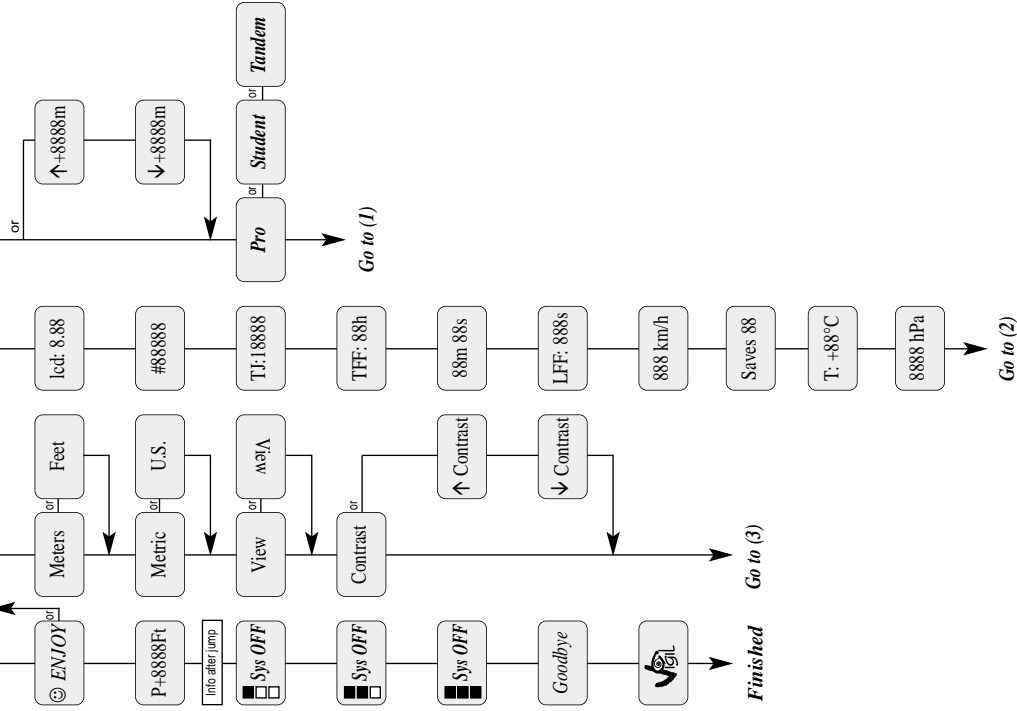 or
↑+8888m
↓+8888m
Pro
or
Student
or
Tandem
Go to (1)
lcd: 8.88
#88888
TJ:18888
TFF: 88h
88m 88s
LFF: 888s
888 km/h
Saves 88
T: +88°C
8888 hPa
Go to (2)
Meters
or
Feet
Metric
or
U.S.
View
or
View
Contrast
or
↑ Contrast
↓ Contrast
Go to (3)
☺ ENJOY
or
P+8888Ft
Info after jump
Sys OFF
Sys OFF
Sys OFF
Goodbye
Vigil
Finished